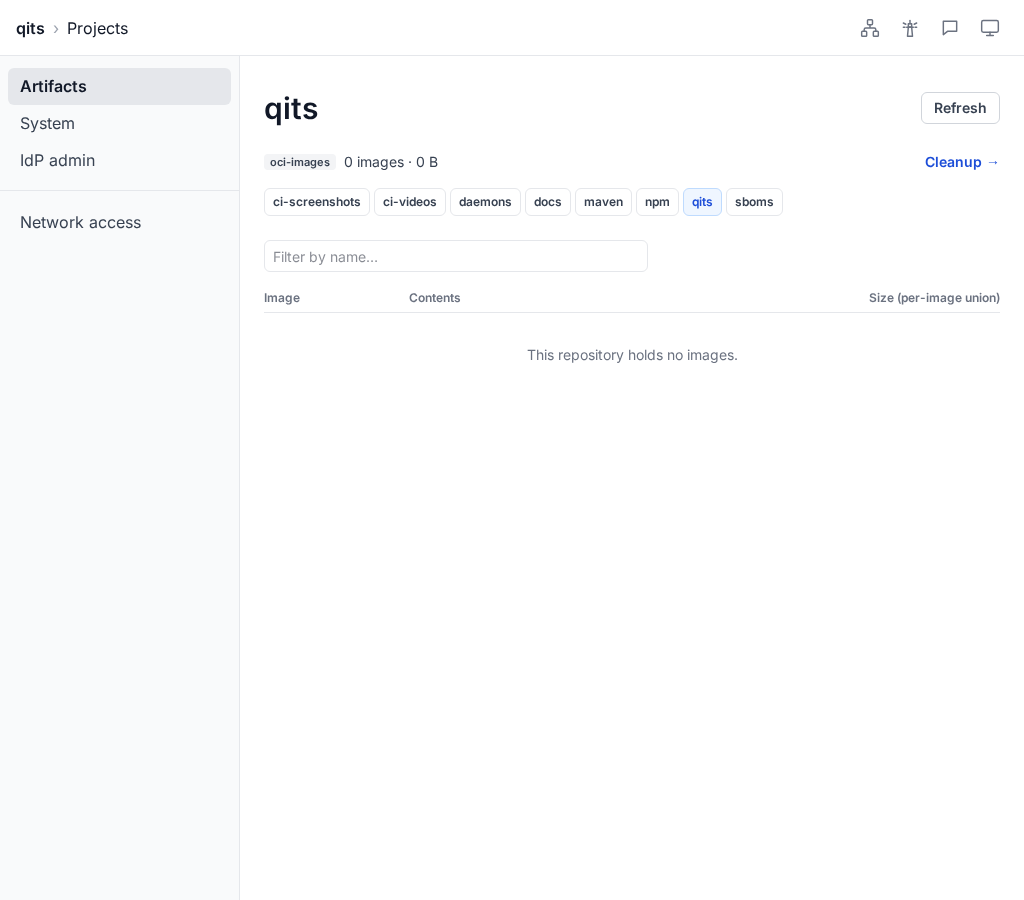 qits › Projects
Artifacts
System
IdP admin
Network access
qits
Refresh
oci-images 0 images · 0 B
Cleanup →
ci-screenshots ci-videos daemons docs maven npm qits sboms
Filter by name...
Image Contents Size (per-image union)
This repository holds no images.